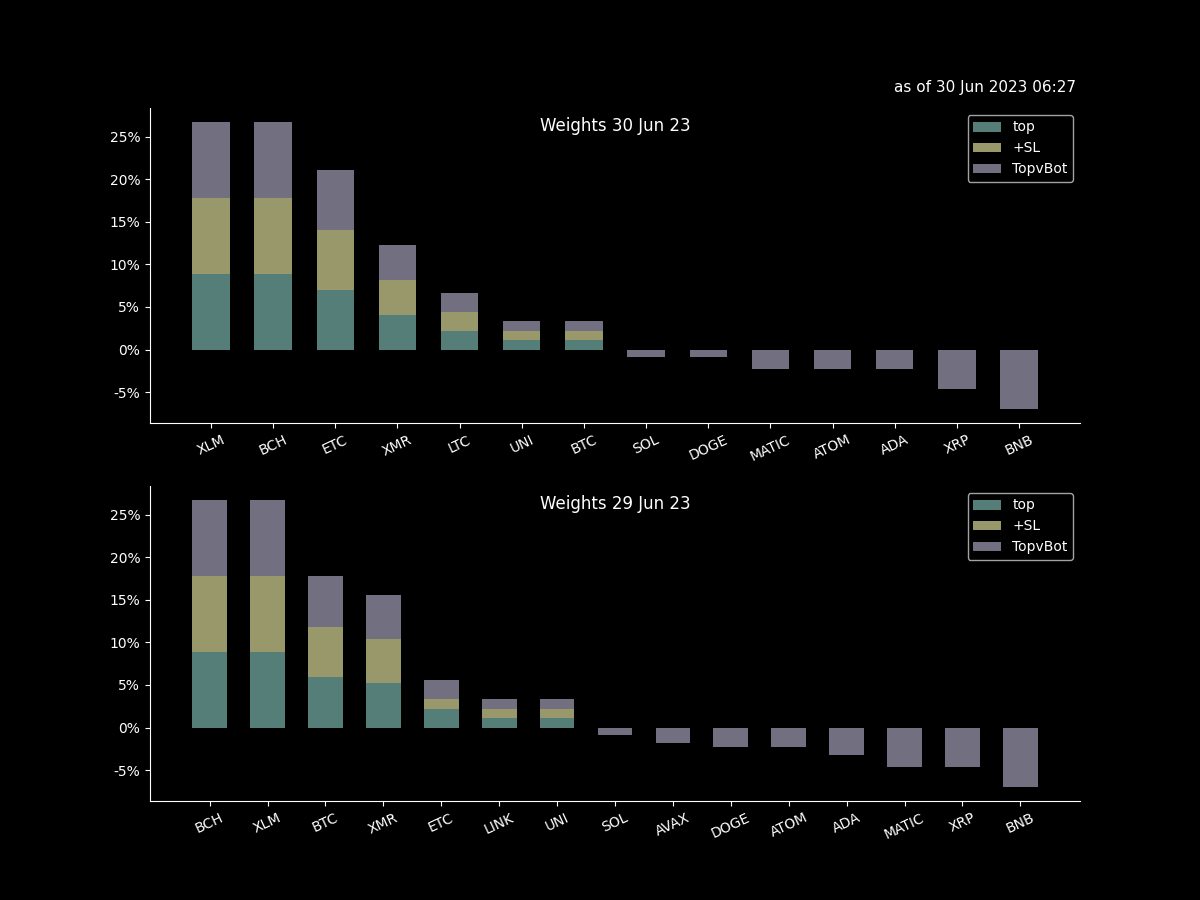 as of 30 Jun 2023 06:27
Weights 30 Jun 23
top
+SL
TopvBot
25%
20%
15%
10%
5%
0%
-5%
XLM BCH ETC XMR LTC UNI BTC SOL DOGE MATIC ATOM ADA XRP BNB
Weights 29 Jun 23
top
+SL
TopvBot
25%
20%
15%
10%
5%
0%
-5%
BCH XLM BTC XMR ETC LINK UNI SOL AVAX DOGE ATOM ADA MATIC XRP BNB